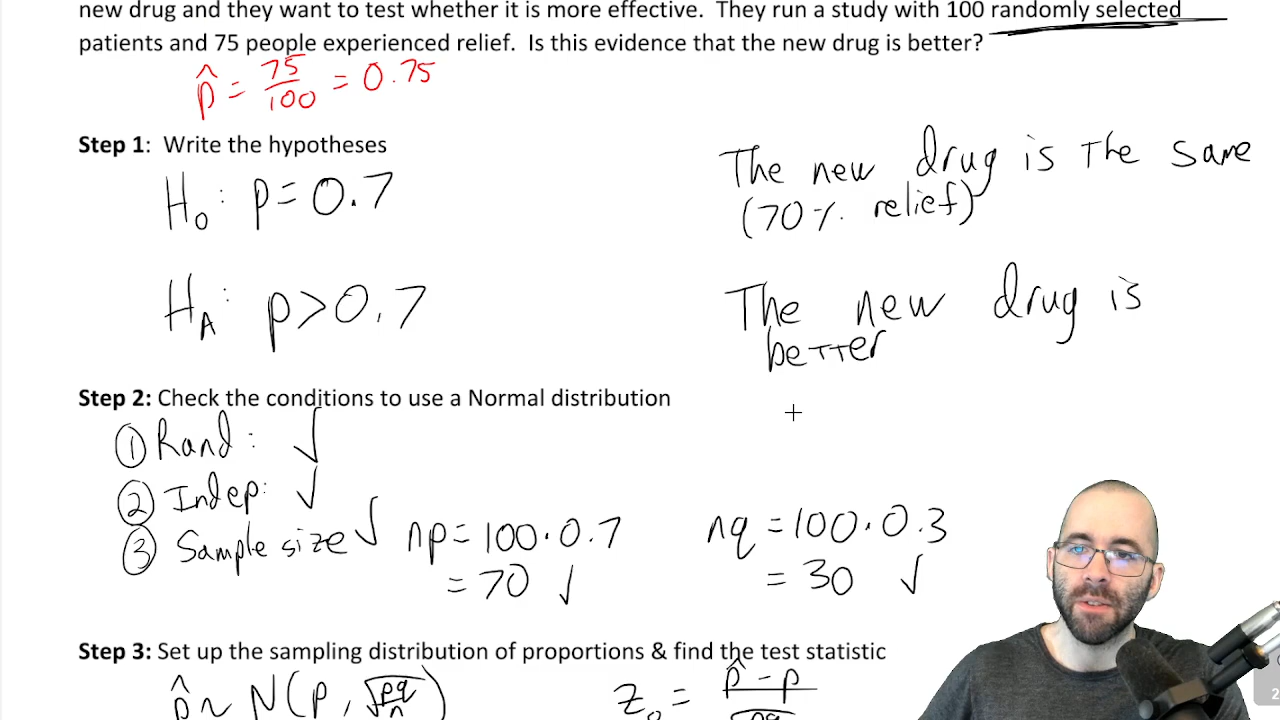 new drug and they want to test whether it is more effective. They run a study with 100 randomly selected
patients and 75 people experienced relief. Is this evidence that the new drug is better?
p̂ = 75/100 = 0.75
Step 1: Write the hypotheses
H₀: p = 0.7
The new drug is the same
(70% relief)
H_A: p > 0.7
The new drug is
better
Step 2: Check the conditions to use a Normal distribution
① Rand: √
② Indep: √
③ Sample size √
np = 100·0.7
= 70 √
nq = 100·0.3
= 30 √
Step 3: Set up the sampling distribution of proportions & find the test statistic
p̂ ~ N(p, √(pq/n))
z₀ = p̂ - p